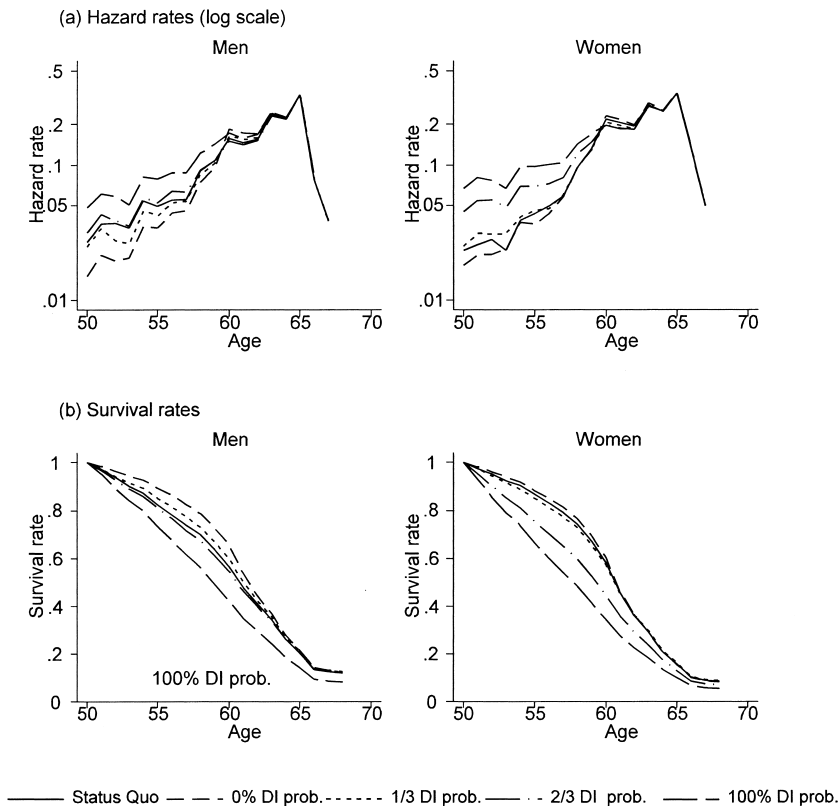 (a) Hazard rates (log scale)
Men
Women
.5
.2
.1
.05
.01
Hazard rate
50 55 60 65 70
Age
.5
.2
.1
.05
.01
Hazard rate
50 55 60 65 70
Age
(b) Survival rates
Men
Women
1
.8
.6
.4
.2
0
Survival rate
100% DI prob.
50 55 60 65 70
Age
1
.8
.6
.4
.2
0
Survival rate
50 55 60 65 70
Age
Status Quo 0% DI prob. 1/3 DI prob. 2/3 DI prob. 100% DI prob.